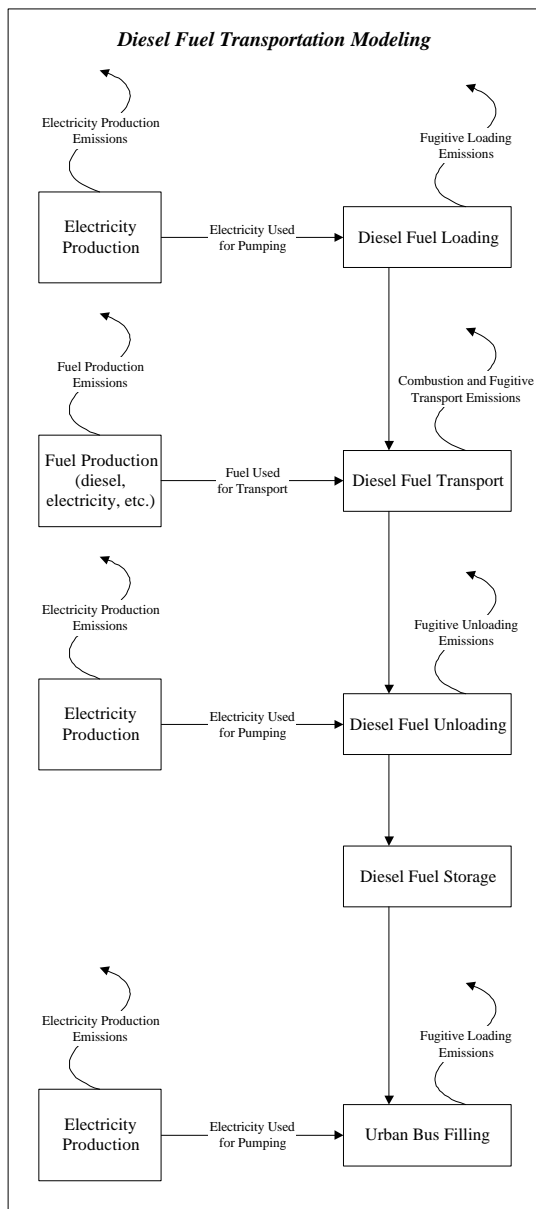 Diesel Fuel Transportation Modeling
Electricity Production
Emissions
Fugitive Loading
Emissions
Electricity
Production
Electricity Used
for Pumping
Diesel Fuel Loading
Fuel Production
Emissions
Combustion and Fugitive
Transport Emissions
Fuel Production
(diesel,
electricity, etc.)
Fuel Used
for Transport
Diesel Fuel Transport
Electricity Production
Emissions
Fugitive Unloading
Emissions
Electricity
Production
Electricity Used
for Pumping
Diesel Fuel Unloading
Diesel Fuel Storage
Electricity Production
Emissions
Fugitive Loading
Emissions
Electricity
Production
Electricity Used
for Pumping
Urban Bus Filling